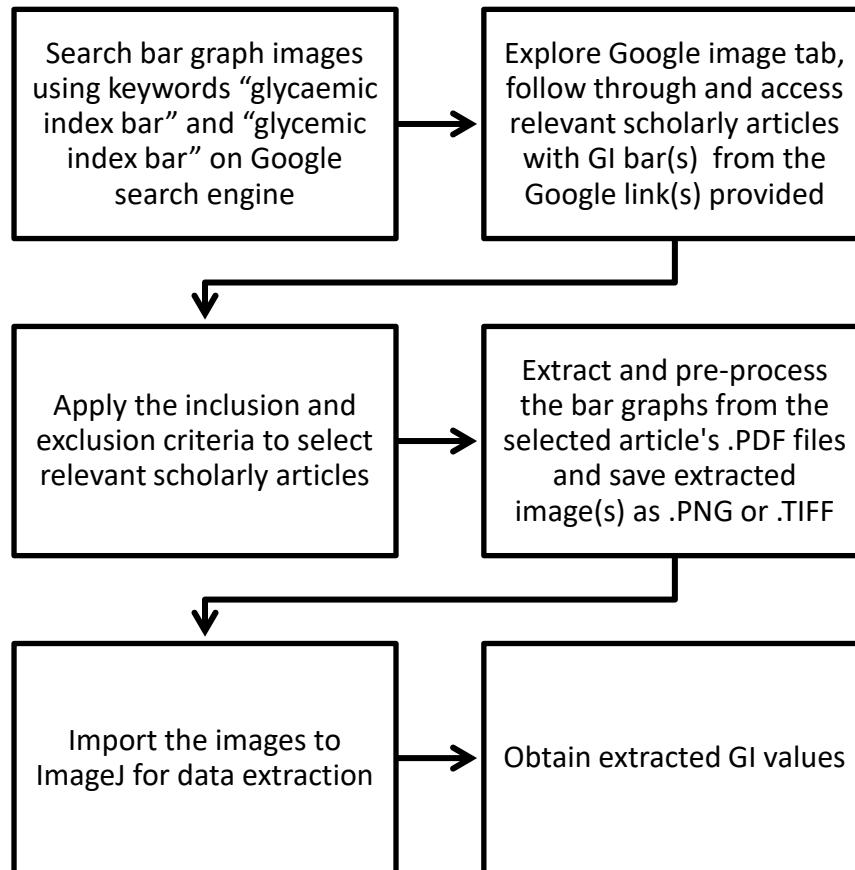 Search bar graph images
using keywords “glycaemic
index bar” and “glycemic
index bar” on Google
search engine
Explore Google image tab,
follow through and access
relevant scholarly articles
with GI bar(s)  from the
Google link(s) provided
Apply the inclusion and
exclusion criteria to select
relevant scholarly articles
Extract and pre-process
the bar graphs from the
selected article's .PDF files
and save extracted
image(s) as .PNG or .TIFF
Import the images to
ImageJ for data extraction
Obtain extracted GI values